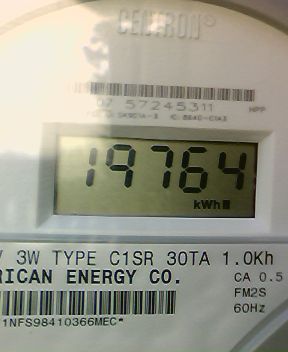 CENTRON®
07 57245311 HPP
19764
kWh
V 3W TYPE C1SR 30TA 1.0Kh
RICAN ENERGY CO.
CA 0.5
FM2S
60Hz
1NFS98410366MEC*